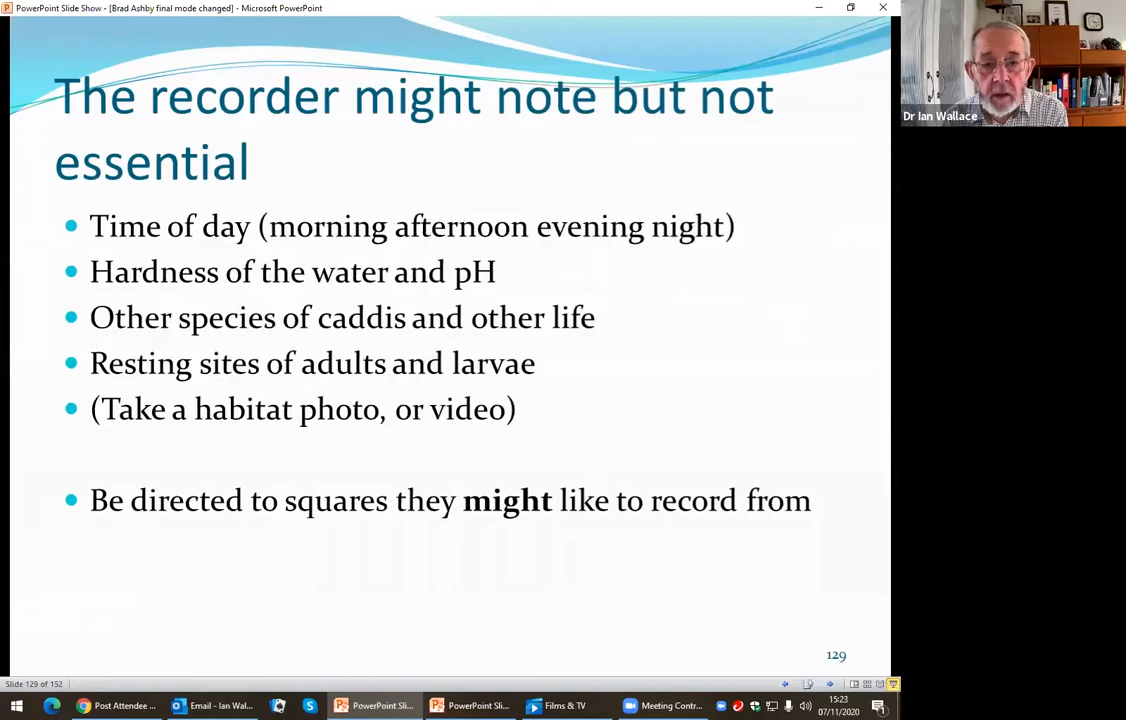 PowerPoint Slide Show - [Brad Ashby final mode changed] - Microsoft PowerPoint
Dr Ian Wallace
The recorder might note but not
essential
Time of day (morning afternoon evening night)
Hardness of the water and pH
Other species of caddis and other life
Resting sites of adults and larvae
(Take a habitat photo, or video)
Be directed to squares they might like to record from
129
Slide 129 of 152
Post Attendee ...
Email - Ian Wal...
PowerPoint Sli...
PowerPoint Sli...
Films & TV
Meeting Contr...
15:23
07/11/2020